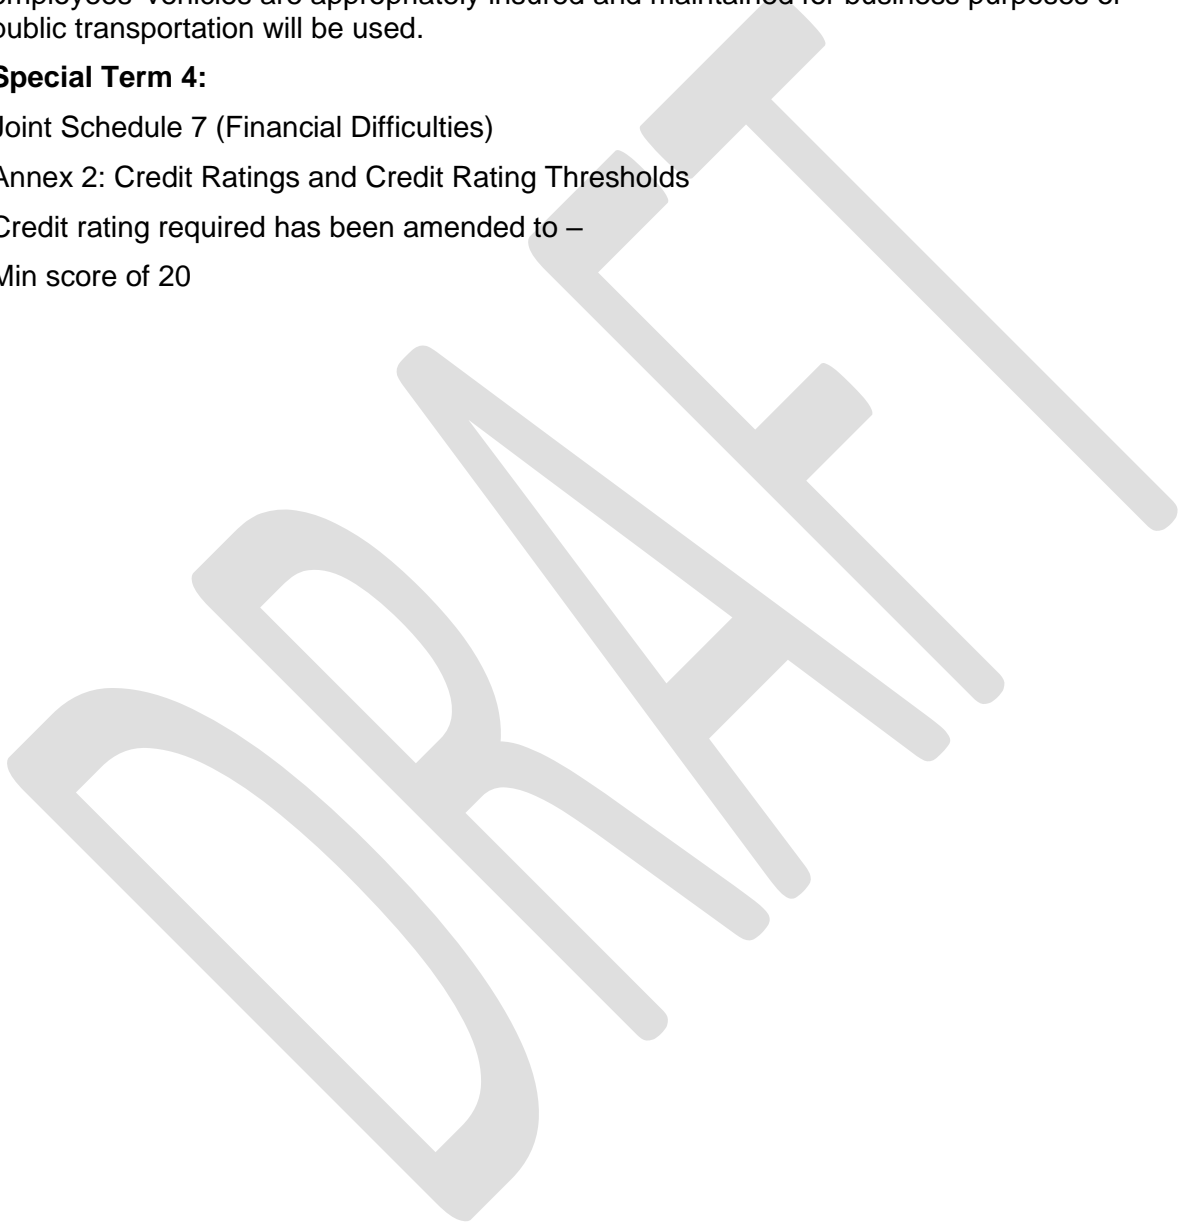 employees' vehicles are appropriately insured and maintained for business purposes or
public transportation will be used.
Special Term 4:
Joint Schedule 7 (Financial Difficulties)
Annex 2: Credit Ratings and Credit Rating Thresholds
Credit rating required has been amended to –
Min score of 20
DRAFT